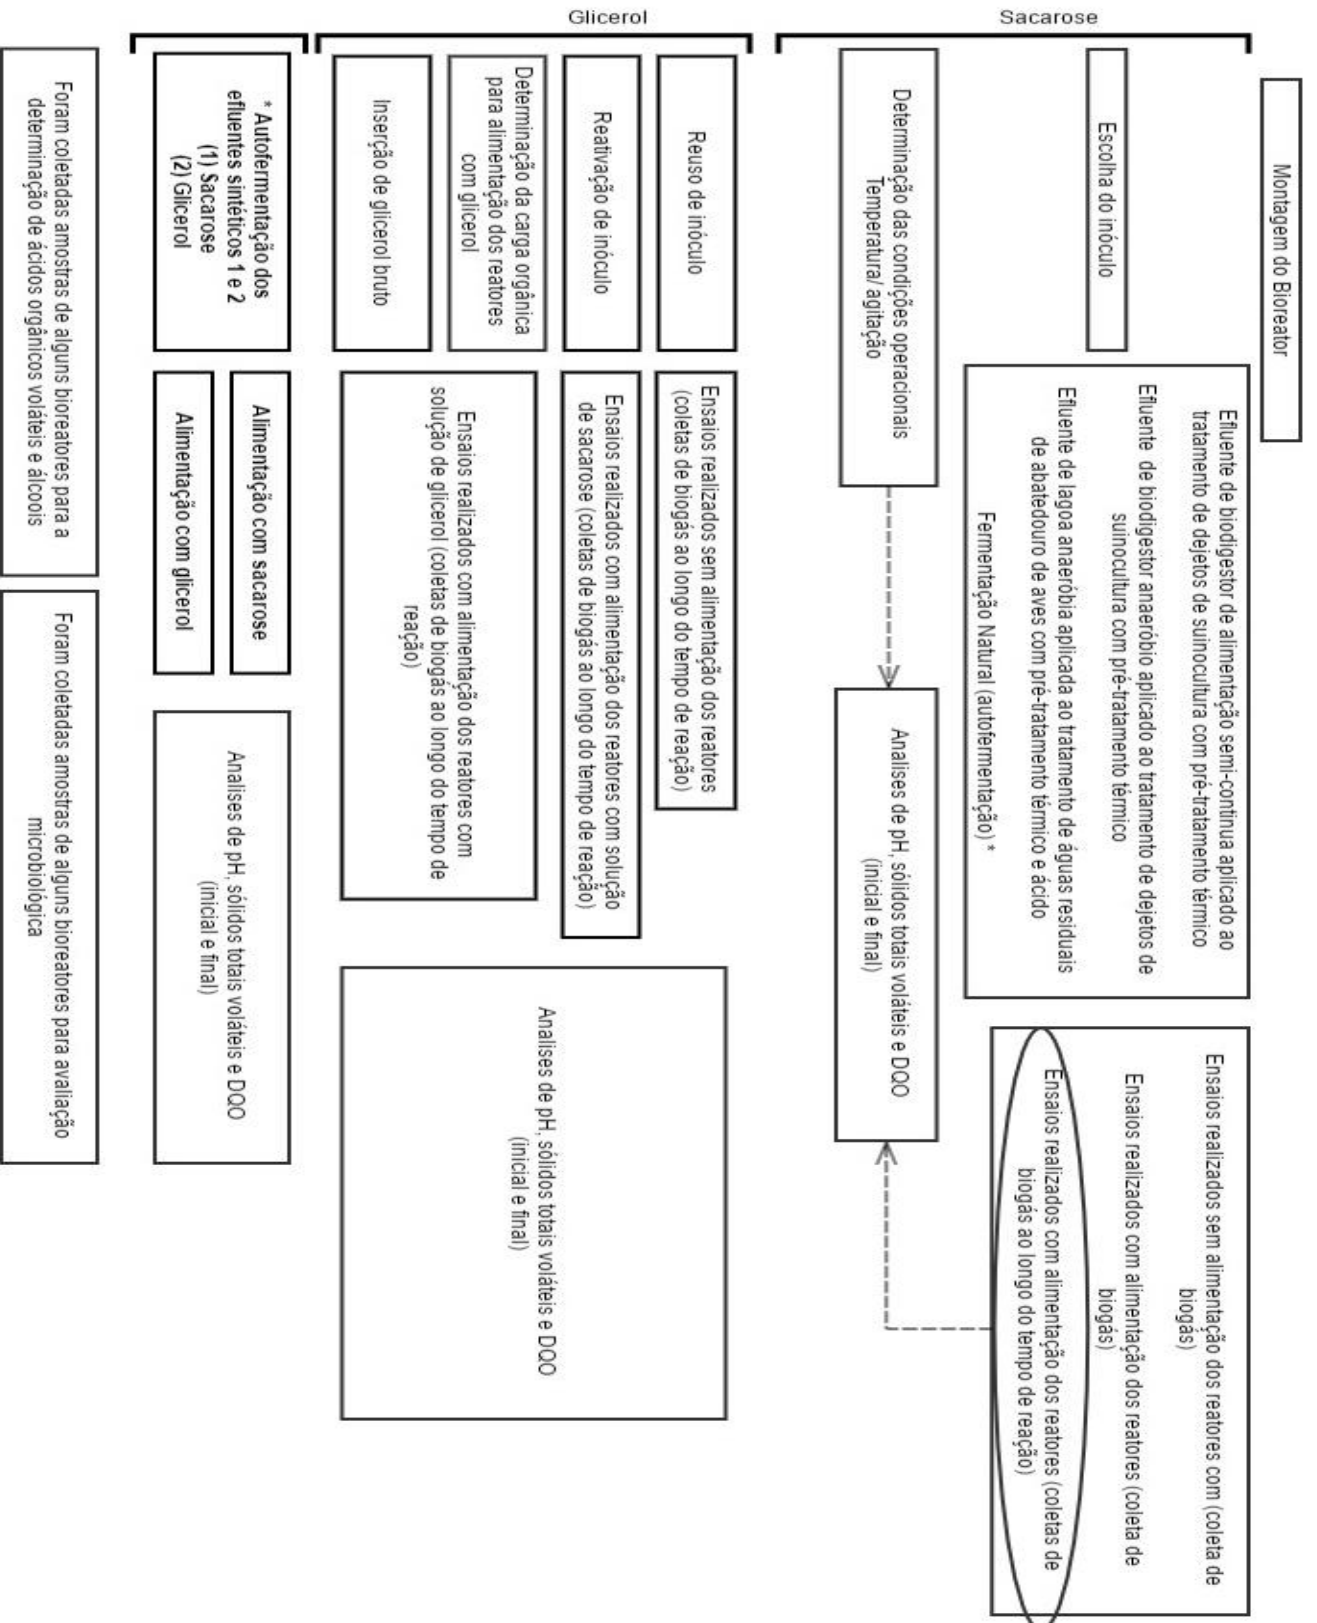 Montagem do Bioreator
Sacarose
Escolha do inóculo
Efluente de biodigestor de alimentação semi-continua aplicado ao
tratamento de dejetos de suinocultura com pré-tratamento térmico
Efluente de biodigestor anaeróbio aplicado ao tratamento de dejetos de
suinocultura com pré-tratamento térmico
Efluente de lagoa anaeróbia aplicada ao tratamento de águas residuais
de abatedouro de aves com pré-tratamento térmico e ácido
Fermentação Natural (autofermentação) *
Ensaios realizados sem alimentação dos reatores com (coleta de
biogás)
Ensaios realizados com alimentação dos reatores (coleta de
biogás)
Ensaios realizados com alimentação dos reatores (coletas de
biogás ao longo do tempo de reação)
Determinação das condições operacionais
Temperatura/ agitação
Analises de pH, sólidos totais voláteis e DQO
(inicial e final)
Glicerol
Reuso de inóculo
Ensaios realizados sem alimentação dos reatores
(coletas de biogás ao longo do tempo de reação)
Reativação de inóculo
Ensaios realizados com alimentação dos reatores com solução
de sacarose (coletas de biogás ao longo do tempo de reação)
Determinação da carga orgânica
para alimentação dos reatores
com glicerol
Inserção de glicerol bruto
Ensaios realizados com alimentação dos reatores com
solução de glicerol (coletas de biogás ao longo do tempo de
reação)
Analises de pH, sólidos totais voláteis e DQO
(inicial e final)
* Autofermentação dos
efluentes sintéticos 1 e 2
(1) Sacarose
(2) Glicerol
Alimentação com sacarose
Alimentação com glicerol
Analises de pH, sólidos totais voláteis e DQO
(inicial e final)
Foram coletadas amostras de alguns bioreatores para a
determinação de ácidos orgânicos voláteis e álcoois
Foram coletadas amostras de alguns bioreatores para avaliação
microbiológica